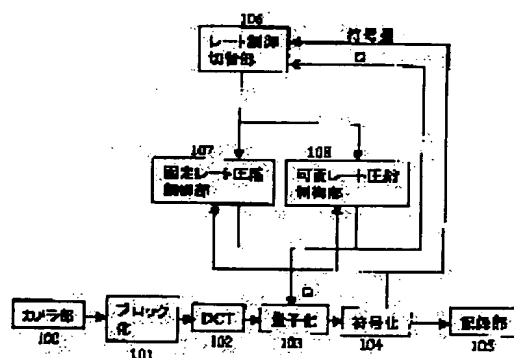 106
レート制御
切替部
符号量
Q
107
固定レート圧縮
制御部
108
可変レート圧縮
制御部
Q
カメラ部
100
ブロック
化
101
DCT
102
量子化
103
符号化
104
記録部
105